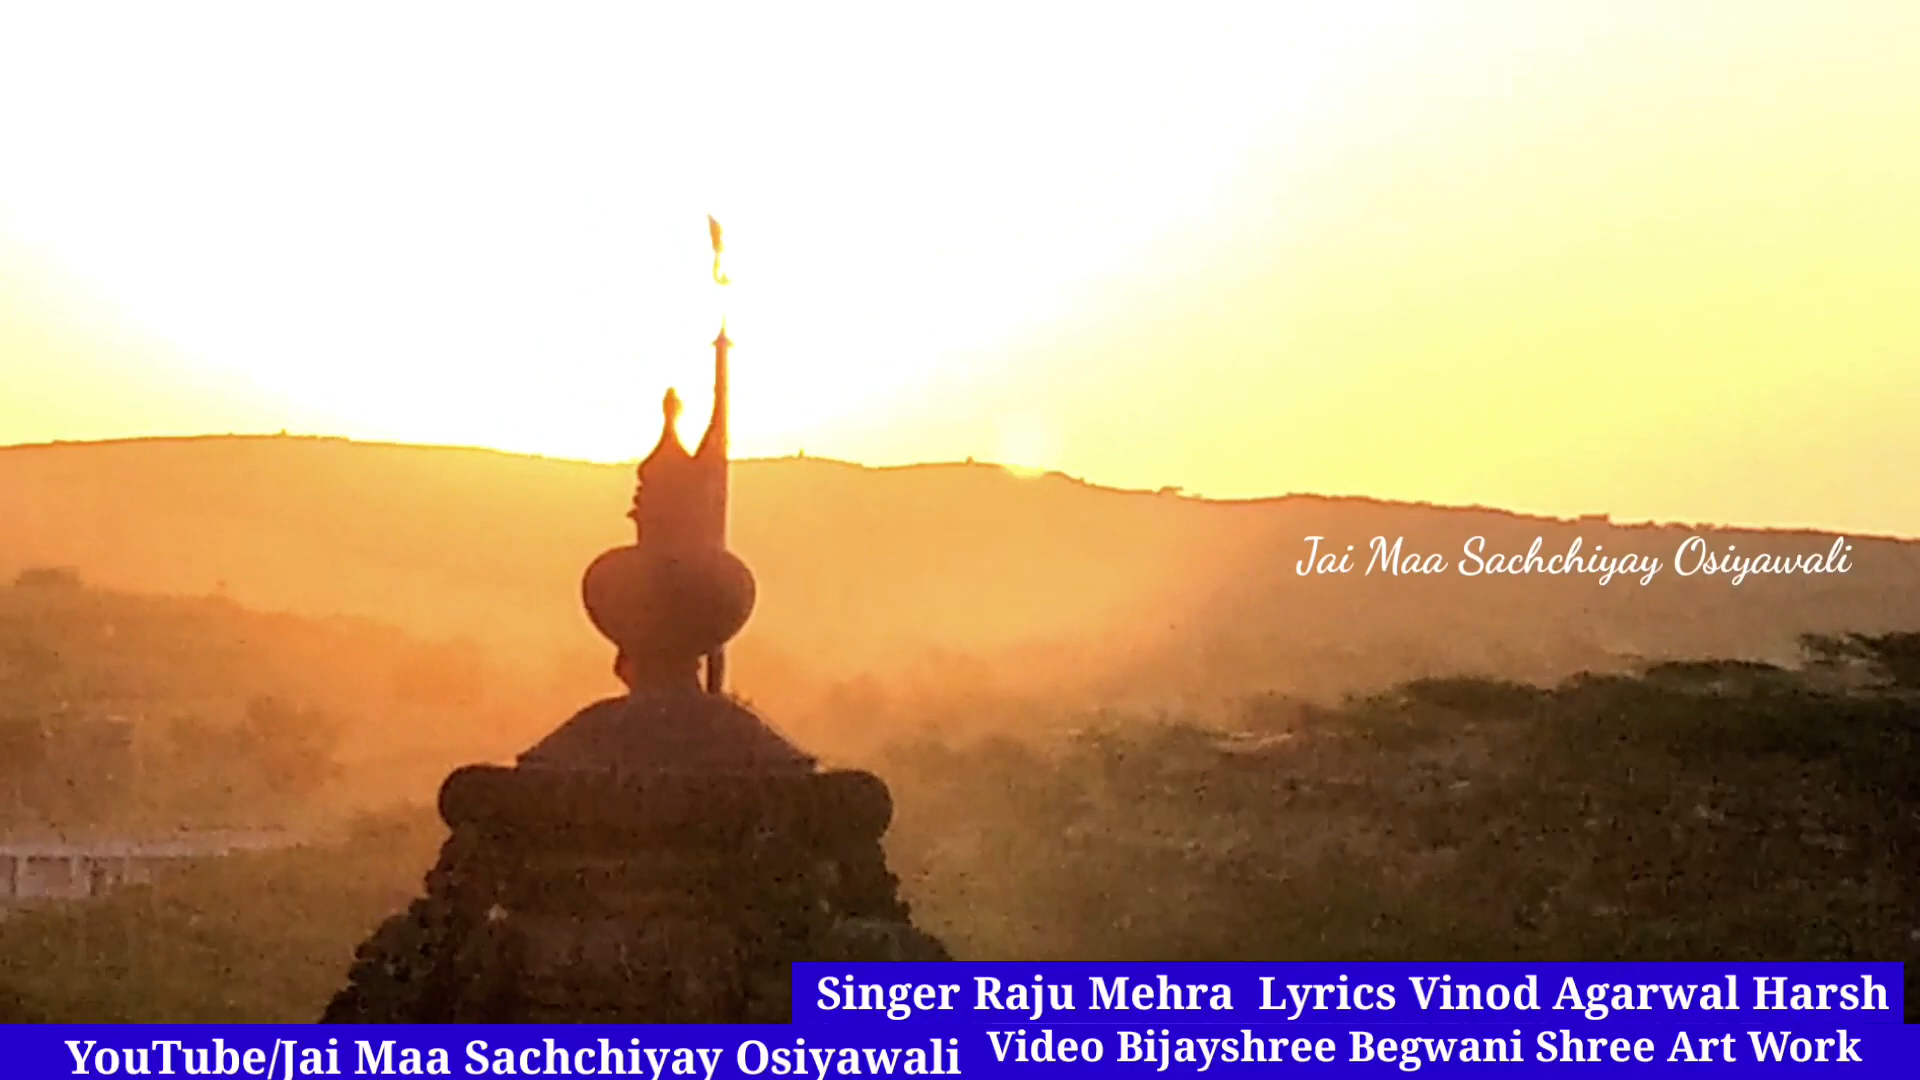 Jai Maa Sachchiyay Osiyawali
Singer Raju Mehra Lyrics Vinod Agarwal Harsh
YouTube/Jai Maa Sachchiyay Osiyawali
Video Bijayshree Begwani Shree Art Work